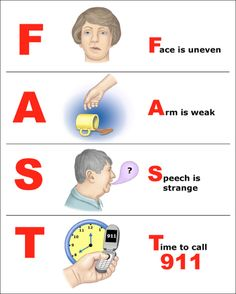 F
Face is uneven
A
Arm is weak
S
?
Speech is
strange
T
911
Time to call
911